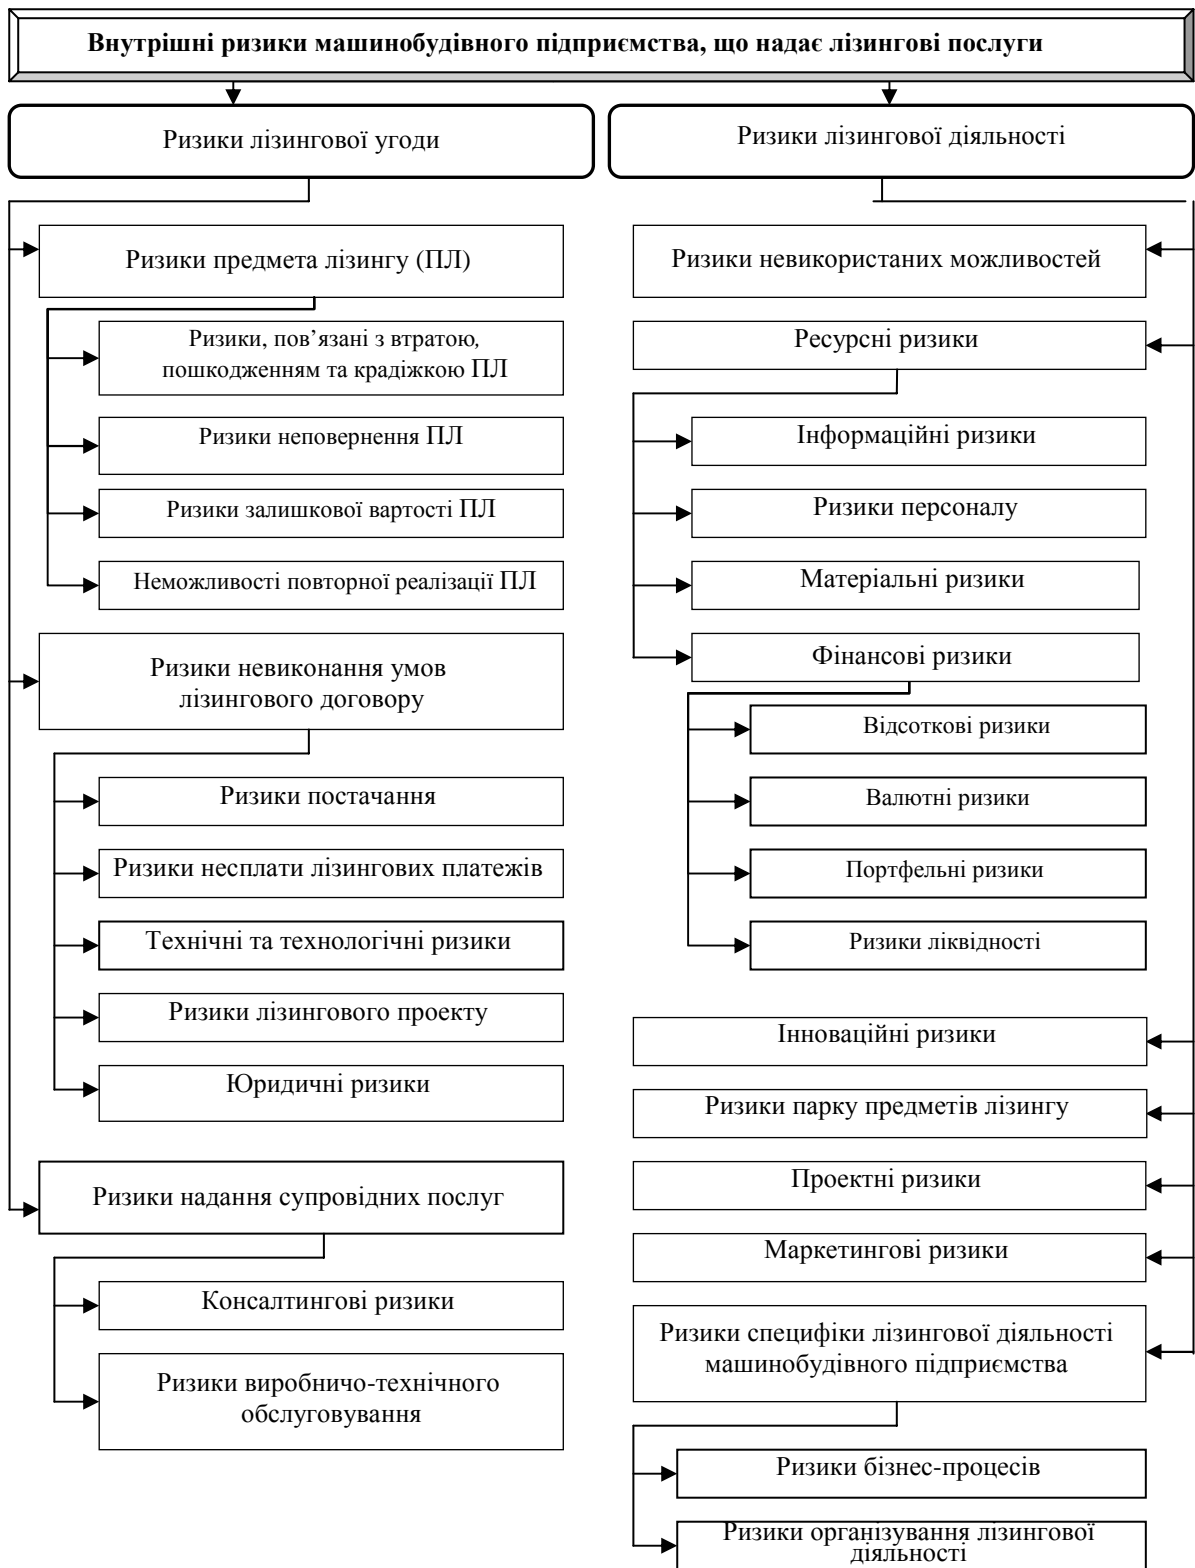 Внутрішні ризики машинобудівного підприємства, що надає лізингові послуги
Ризики лізингової угоди
Ризики предмета лізингу (ПЛ)
Ризики, пов’язані з втратою,
пошкодженням та крадіжкою ПЛ
Ризики неповернення ПЛ
Ризики залишкової вартості ПЛ
Неможливості повторної реалізації ПЛ
Ризики невиконання умов
лізингового договору
Ризики постачання
Ризики несплати лізингових платежів
Технічні та технологічні ризики
Ризики лізингового проекту
Юридичні ризики
Ризики надання супровідних послуг
Консалтингові ризики
Ризики виробничо-технічного
обслуговування
Ризики лізингової діяльності
Ризики невикористаних можливостей
Ресурсні ризики
Інформаційні ризики
Ризики персоналу
Матеріальні ризики
Фінансові ризики
Відсоткові ризики
Валютні ризики
Портфельні ризики
Ризики ліквідності
Інноваційні ризики
Ризики парку предметів лізингу
Проектні ризики
Маркетингові ризики
Ризики специфіки лізингової діяльності
машинобудівного підприємства
Ризики бізнес-процесів
Ризики організування лізингової
діяльності